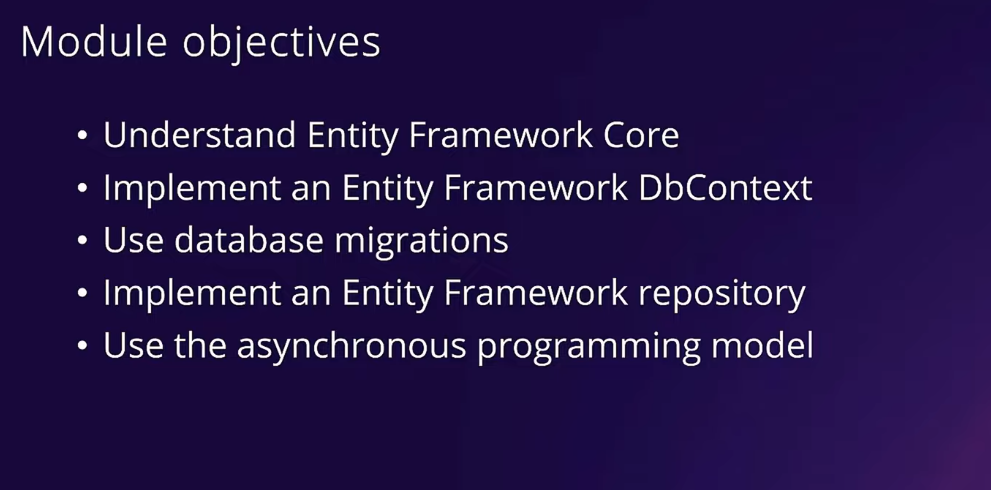 Module objectives
• Understand Entity Framework Core
• Implement an Entity Framework DbContext
• Use database migrations
• Implement an Entity Framework repository
• Use the asynchronous programming model